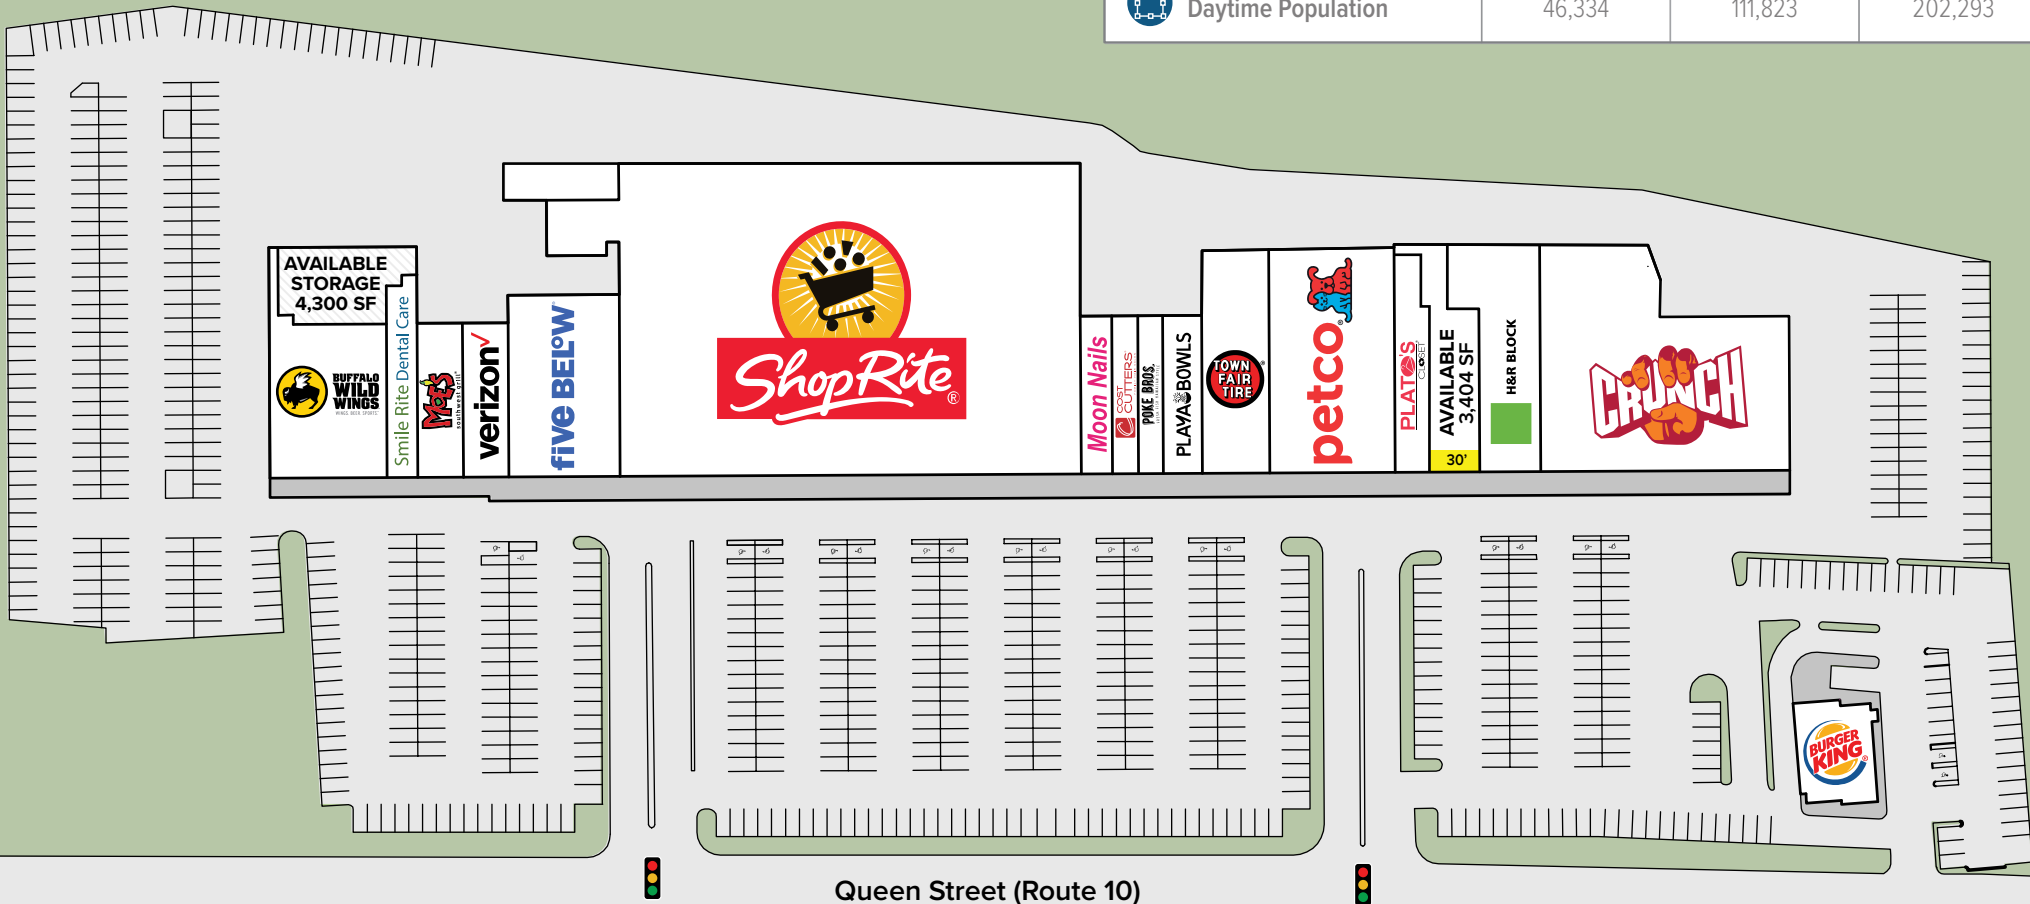 Daytime Population 46,334 111,823 202,293
AVAILABLE
STORAGE
4,300 SF
BUFFALO
WILD
WINGS
Smile Rite Dental Care
MOE'S
southwest grill
verizon
five BELOW
ShopRite®
Moon Nails
COST
CUTTERS
POKE BROS.
PLAYA BOWLS
TOWN
FAIR
TIRE
petco
PLATO'S
CLOSET
AVAILABLE
3,404 SF
30'
H&R BLOCK
CRUNCH
BURGER
KING®
Queen Street (Route 10)